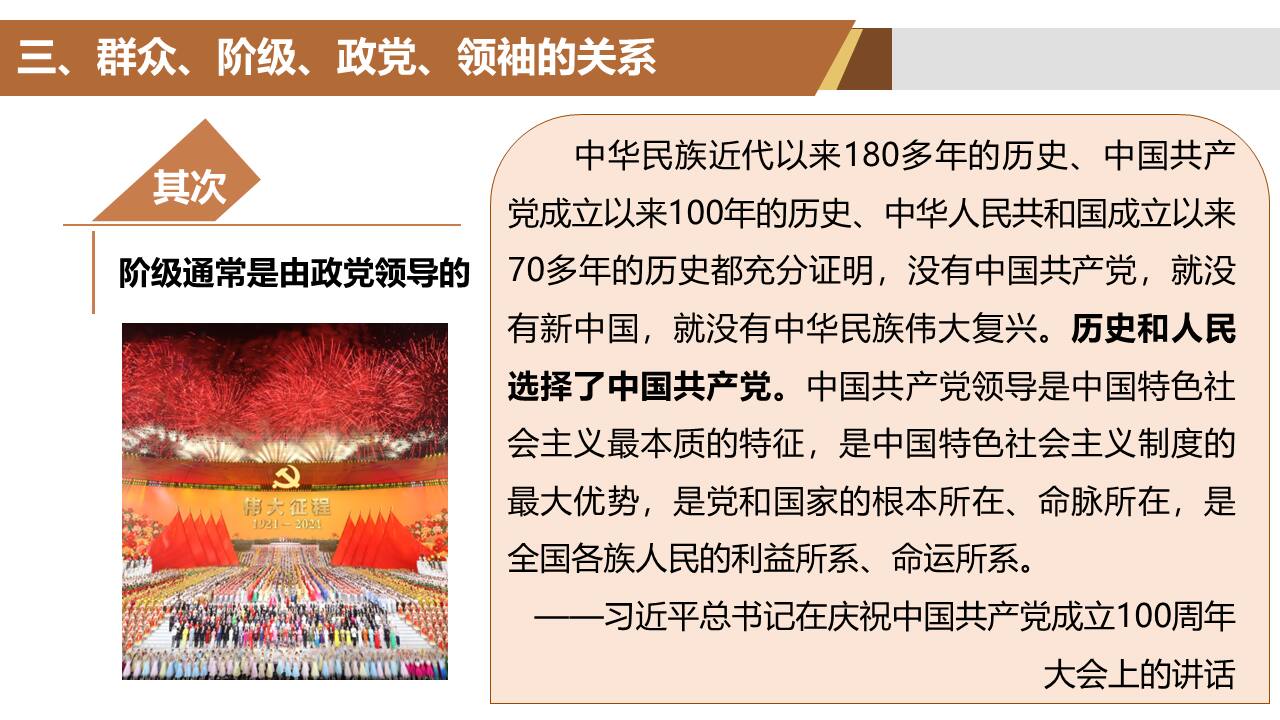 三、群众、阶级、政党、领袖的关系
其次
阶级通常是由政党领导的
伟大征程
1921－2021
中华民族近代以来180多年的历史、中国共产
党成立以来100年的历史、中华人民共和国成立以来
70多年的历史都充分证明，没有中国共产党，就没
有新中国，就没有中华民族伟大复兴。历史和人民
选择了中国共产党。中国共产党领导是中国特色社
会主义最本质的特征，是中国特色社会主义制度的
最大优势，是党和国家的根本所在、命脉所在，是
全国各族人民的利益所系、命运所系。
——习近平总书记在庆祝中国共产党成立100周年
大会上的讲话